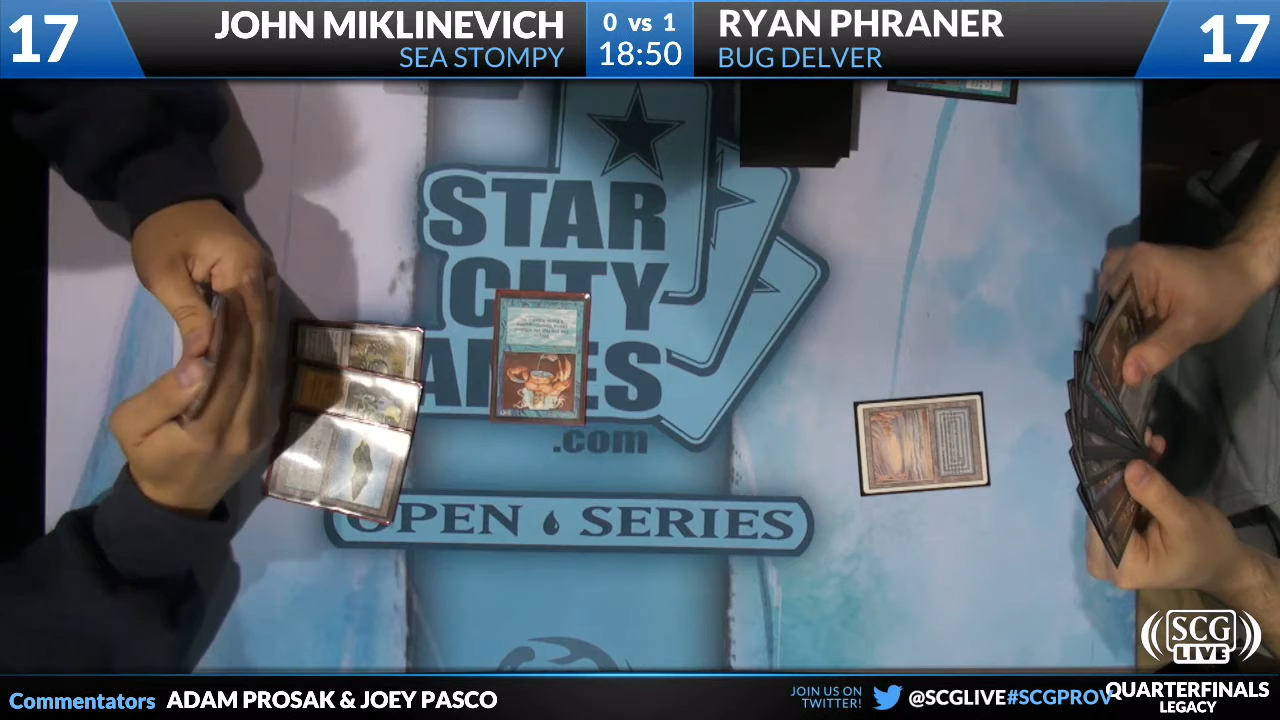 17
JOHN MIKLINEVICH
SEA STOMPY
0 vs 1
18:50
RYAN PHRANER
BUG DELVER
17
STAR
CITY
GAMES
.com
OPEN SERIES
SCG
LIVE
Commentators ADAM PROSAK & JOEY PASCO
JOIN US ON
TWITTER!
@SCGLIVE#SCGPROV
QUARTERFINALS
LEGACY